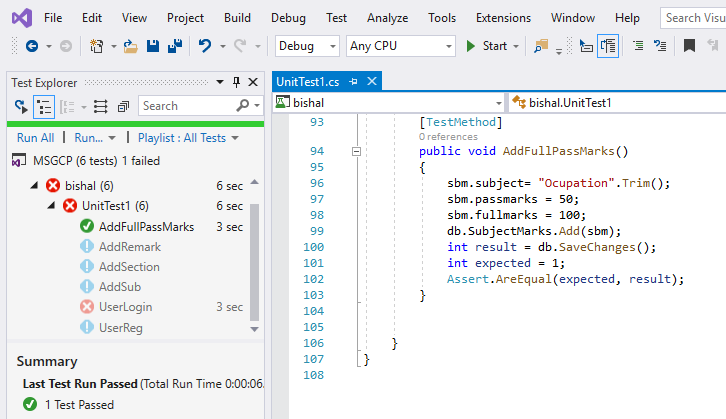 File Edit View Project Build Debug Test Analyze Tools Extensions Window Help Search Visu
Debug Any CPU Start
Test Explorer
Search
Run All Run... Playlist : All Tests
MSGCP (6 tests) 1 failed
bishal (6) 6 sec
UnitTest1 (6) 6 sec
AddFullPassMarks 3 sec
AddRemark
AddSection
AddSub
UserLogin 3 sec
UserReg
Summary
Last Test Run Passed (Total Run Time 0:00:06.
1 Test Passed
UnitTest1.cs
bishal bishal.UnitTest1
93 [TestMethod]
0 references
94 public void AddFullPassMarks()
95 {
96 sbm.subject= "Ocupation".Trim();
97 sbm.passmarks = 50;
98 sbm.fullmarks = 100;
99 db.SubjectMarks.Add(sbm);
100 int result = db.SaveChanges();
101 int expected = 1;
102 Assert.AreEqual(expected, result);
103 }
104
105
106 }
107 }
108